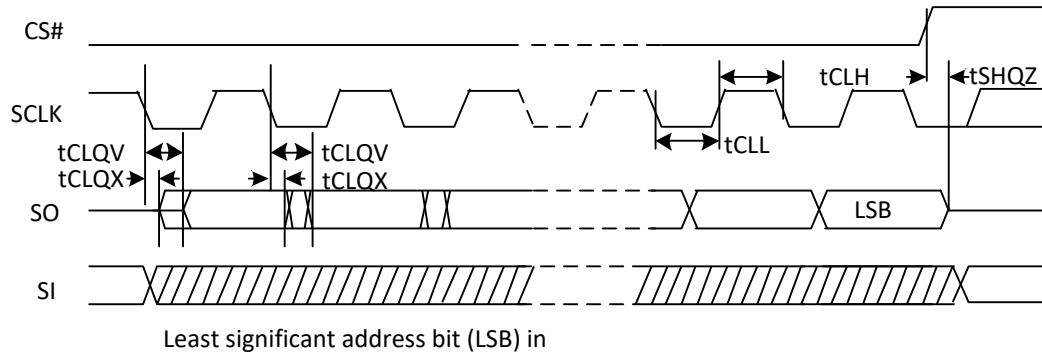 CS#
tCLH
tSHQZ
SCLK
tCLL
tCLQV
tCLQV
tCLQX
tCLQX
SO
LSB
SI
Least significant address bit (LSB) in